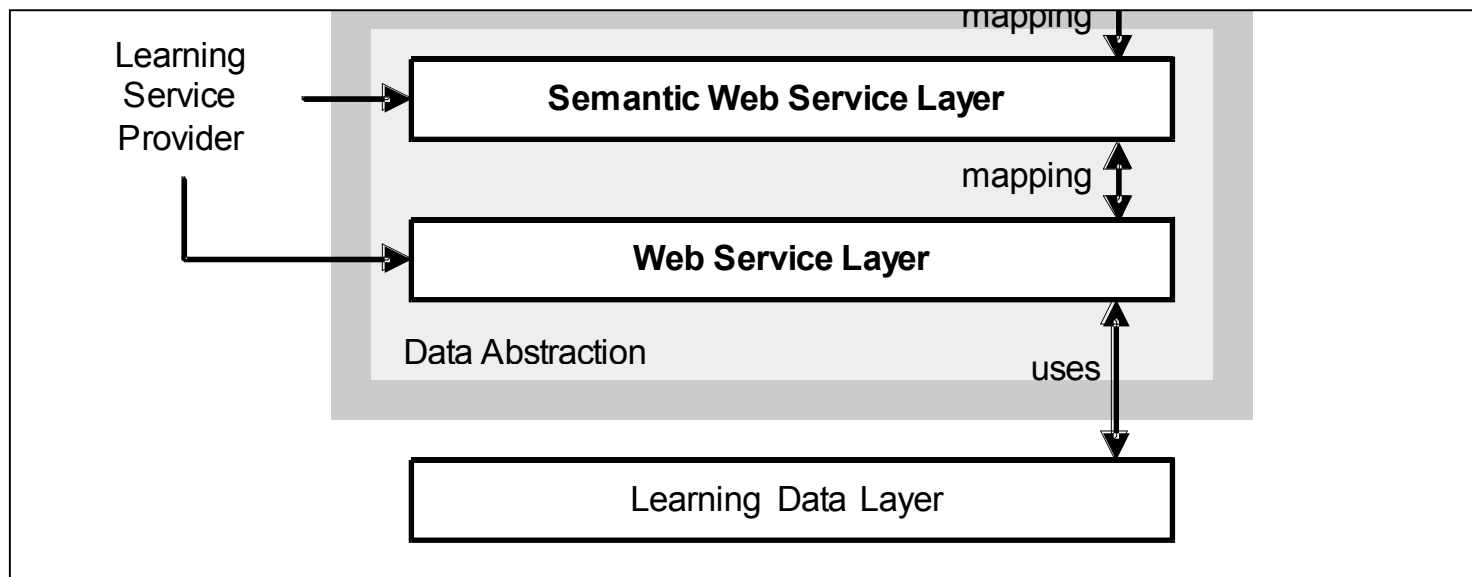 mapping
Learning
Service
Provider
Semantic Web Service Layer
mapping
Web Service Layer
Data Abstraction
uses
Learning Data Layer